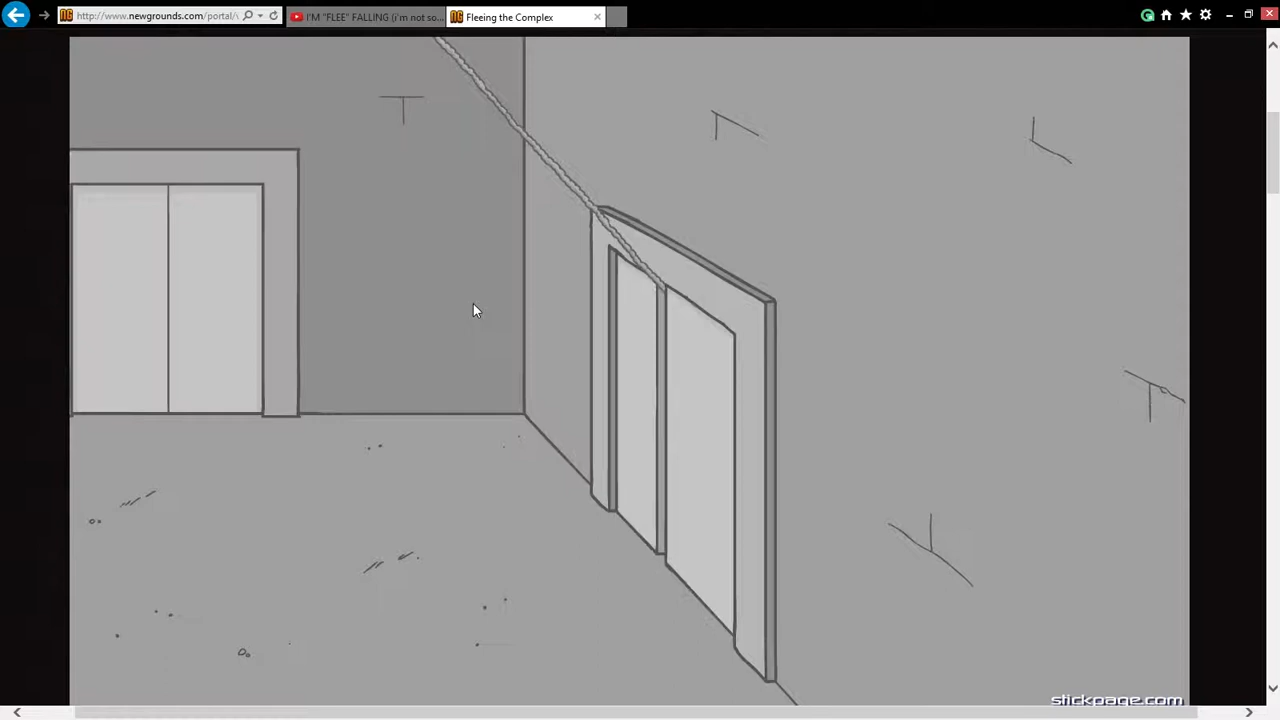 http://www.newgrounds.com/portal/
I'M "FLEE" FALLING (i'm not so...
Fleeing the Complex
stickpage.com